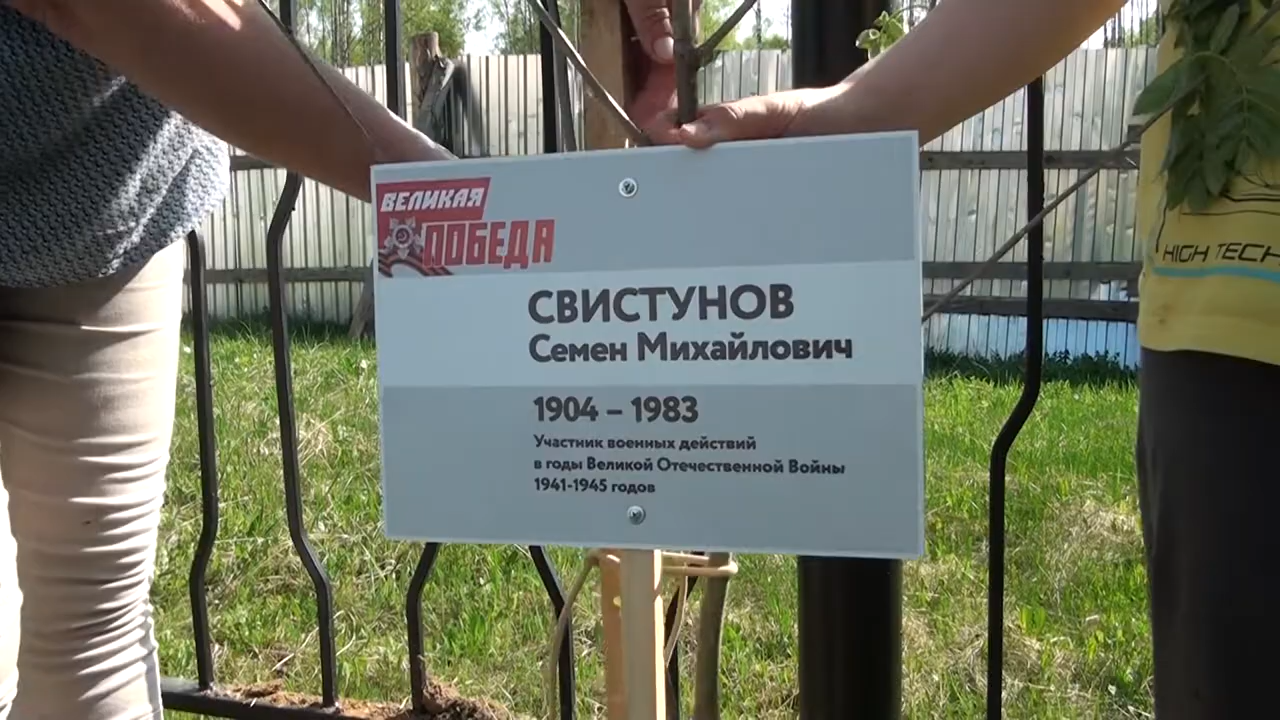 ВЕЛИКАЯ
ПОБЕДА
СВИСТУНОВ
Семен Михайлович
1904 – 1983
Участник военных действий
в годы Великой Отечественной Войны
1941-1945 годов
HIGH TECH